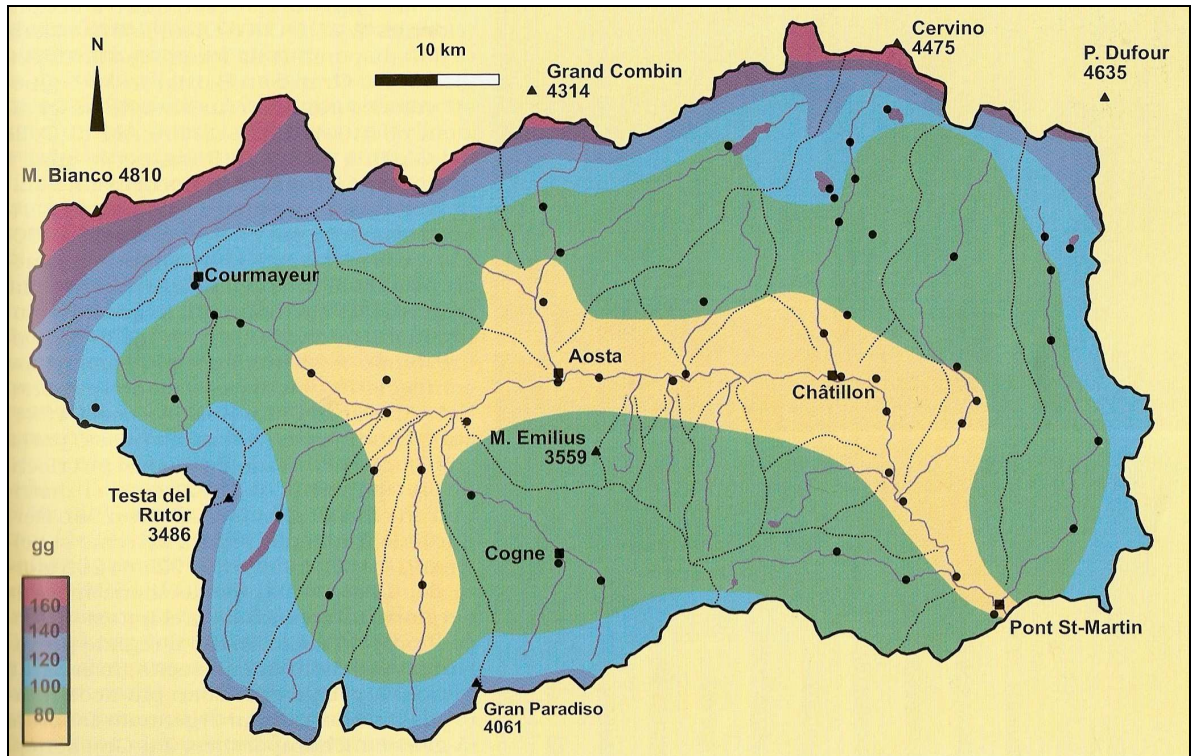 N
10 km
Cervino
4475
P. Dufour
4635
Grand Combin
4314
M. Bianco 4810
Courmayeur
Aosta
Châtillon
M. Emilius
3559
Testa del
Rutor
3486
Cogne
Pont St-Martin
Gran Paradiso
4061
gg
160
140
120
100
80